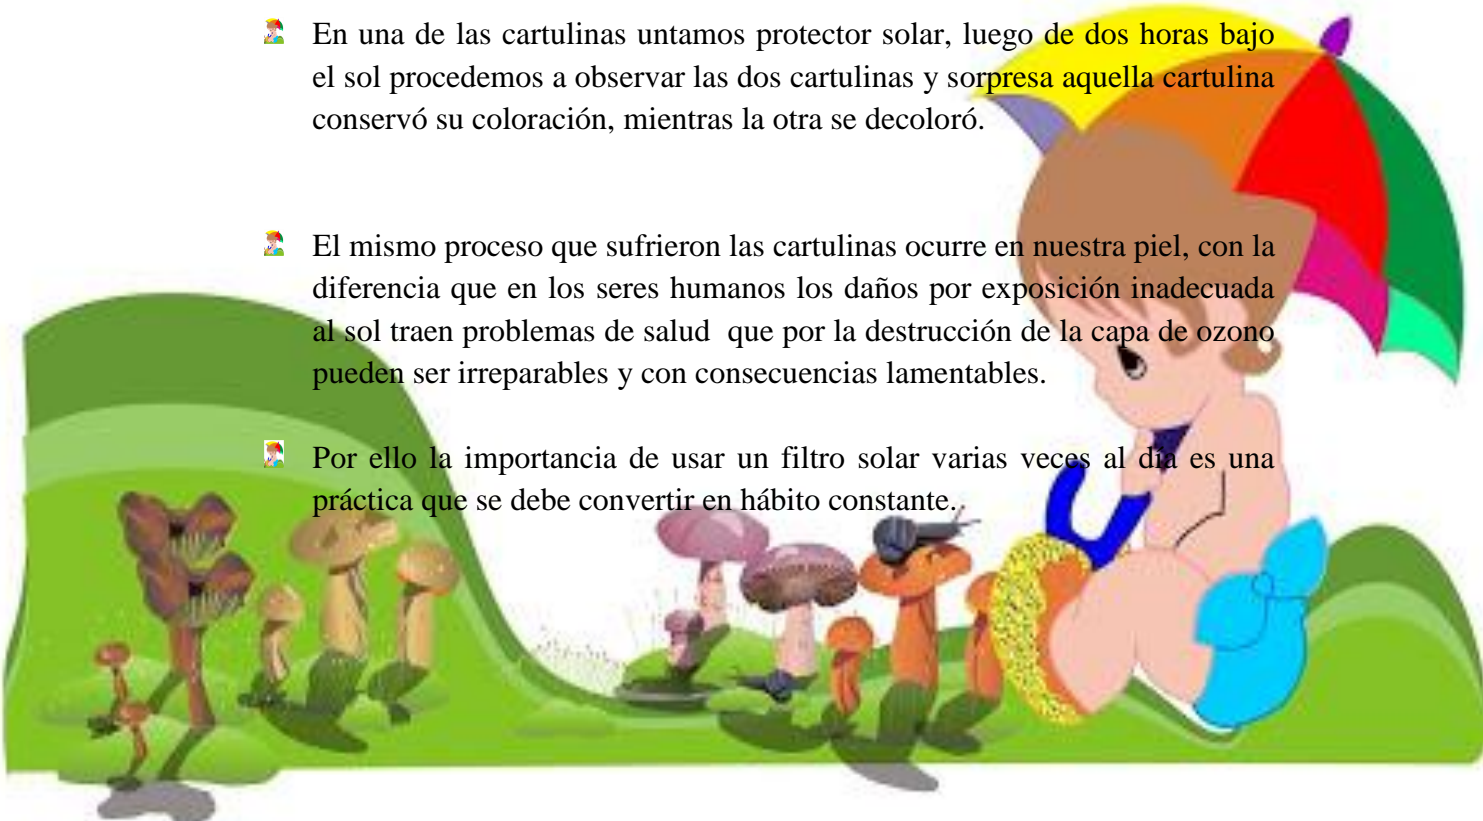 En una de las cartulinas untamos protector solar, luego de dos horas bajo
el sol procedemos a observar las dos cartulinas y sorpresa aquella cartulina
conservó su coloración, mientras la otra se decoloró.
El mismo proceso que sufrieron las cartulinas ocurre en nuestra piel, con la
diferencia que en los seres humanos los daños por exposición inadecuada
al sol traen problemas de salud que por la destrucción de la capa de ozono
pueden ser irreparables y con consecuencias lamentables.
Por ello la importancia de usar un filtro solar varias veces al día es una
práctica que se debe convertir en hábito constante.